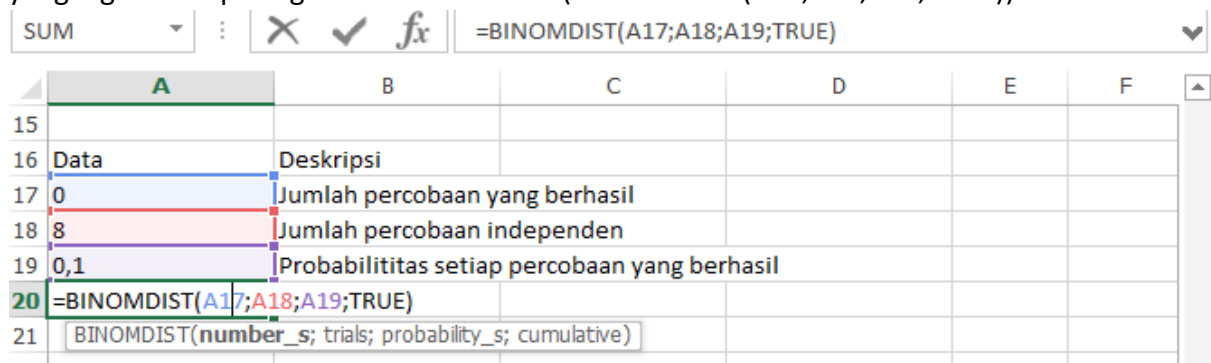 SUM fx =BINOMDIST(A17;A18;A19;TRUE)
A B C D E F
15
16 Data Deskripsi
17 0 Jumlah percobaan yang berhasil
18 8 Jumlah percobaan independen
19 0,1 Probabilititas setiap percobaan yang berhasil
20 =BINOMDIST(A17;A18;A19;TRUE)
21 BINOMDIST(number_s; trials; probability_s; cumulative)